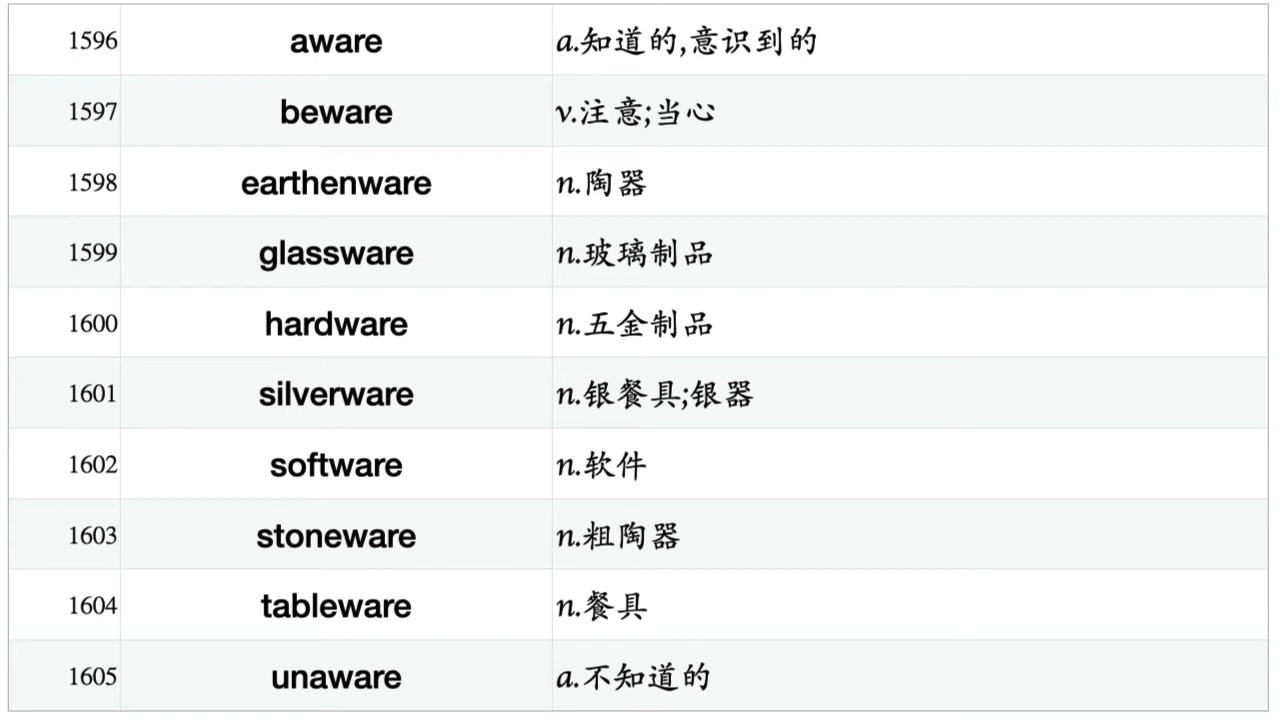 1596 aware a.知道的,意识到的
1597 beware v.注意;当心
1598 earthenware n.陶器
1599 glassware n.玻璃制品
1600 hardware n.五金制品
1601 silverware n.银餐具;银器
1602 software n.软件
1603 stoneware n.粗陶器
1604 tableware n.餐具
1605 unaware a.不知道的